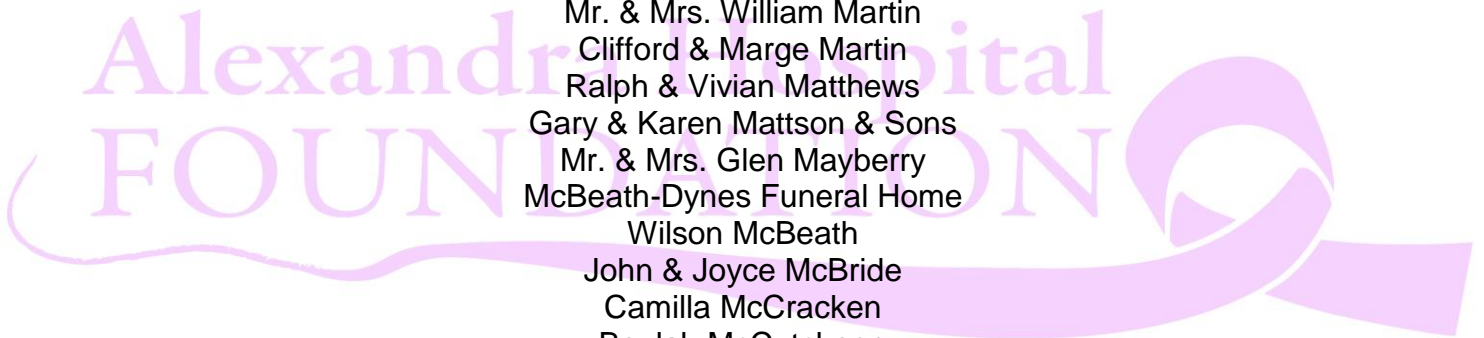 Alexandra Hospital
FOUNDATION
Mr. & Mrs. William Martin
Clifford & Marge Martin
Ralph & Vivian Matthews
Gary & Karen Mattson & Sons
Mr. & Mrs. Glen Mayberry
McBeath-Dynes Funeral Home
Wilson McBeath
John & Joyce McBride
Camilla McCracken